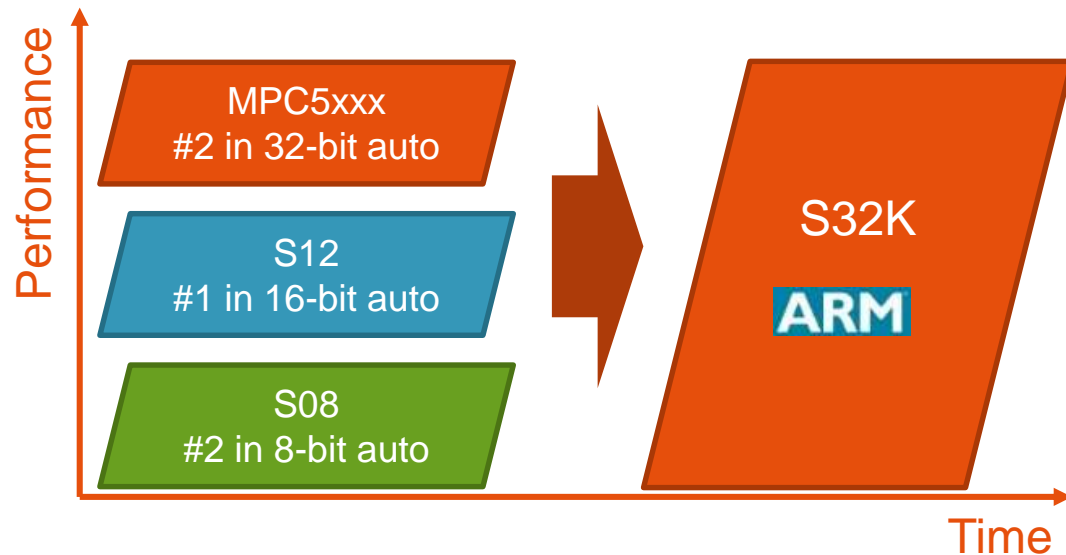 Performance
MPC5xxx
#2 in 32-bit auto
S12
#1 in 16-bit auto
S08
#2 in 8-bit auto
S32K
ARM
Time